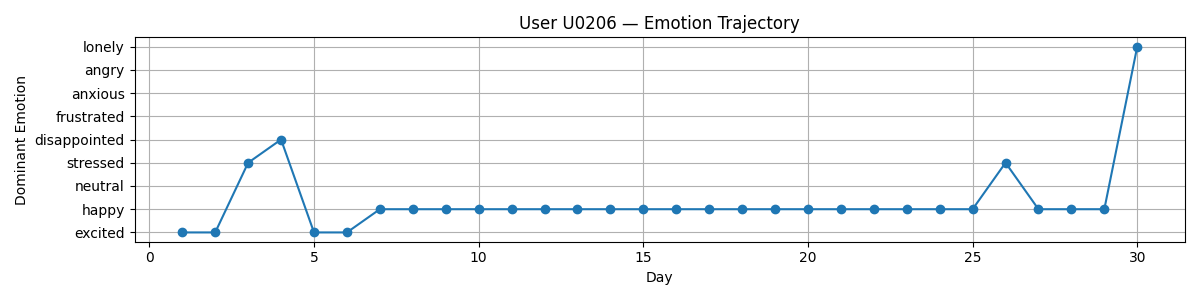 User U0206 — Emotion Trajectory
Dominant Emotion
lonely
angry
anxious
frustrated
disappointed
stressed
neutral
happy
excited
0 5 10 15 20 25 30
Day